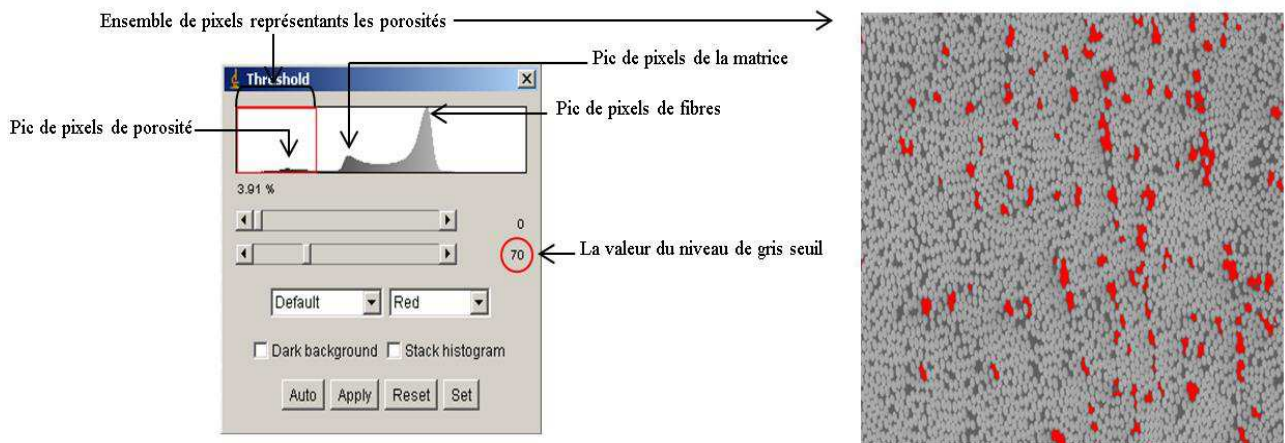 Ensemble de pixels représentants les porosités
Pic de pixels de la matrice
Threshold
Pic de pixels de fibres
Pic de pixels de porosité
3.91 %
0
70
La valeur du niveau de gris seuil
Default
Red
Dark background
Stack histogram
Auto
Apply
Reset
Set